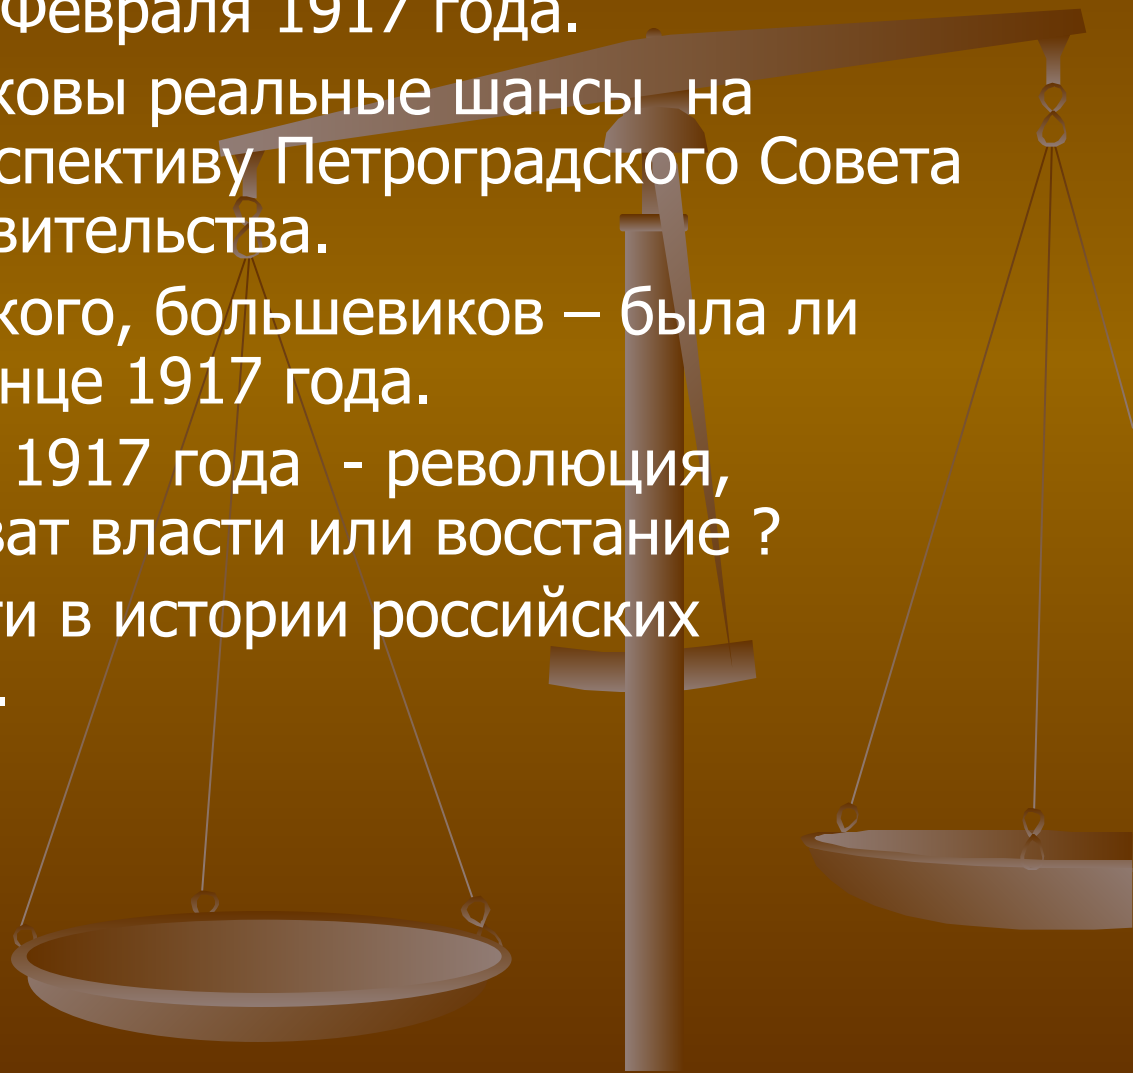 Февраля 1917 года.
ковы реальные шансы на
спективу Петроградского Совета
вительства.
кого, большевиков – была ли
нце 1917 года.
1917 года - революция,
ват власти или восстание ?
ти в истории российских
.